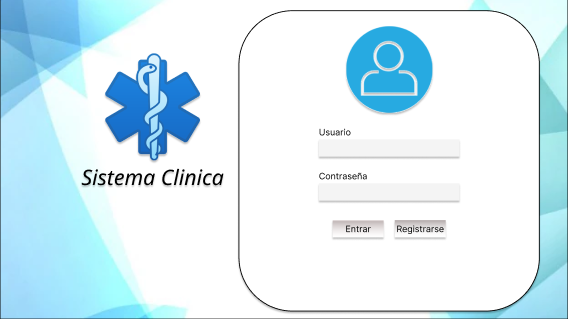 Sistema Clinica
Usuario
Contraseña
Entrar
Registrarse